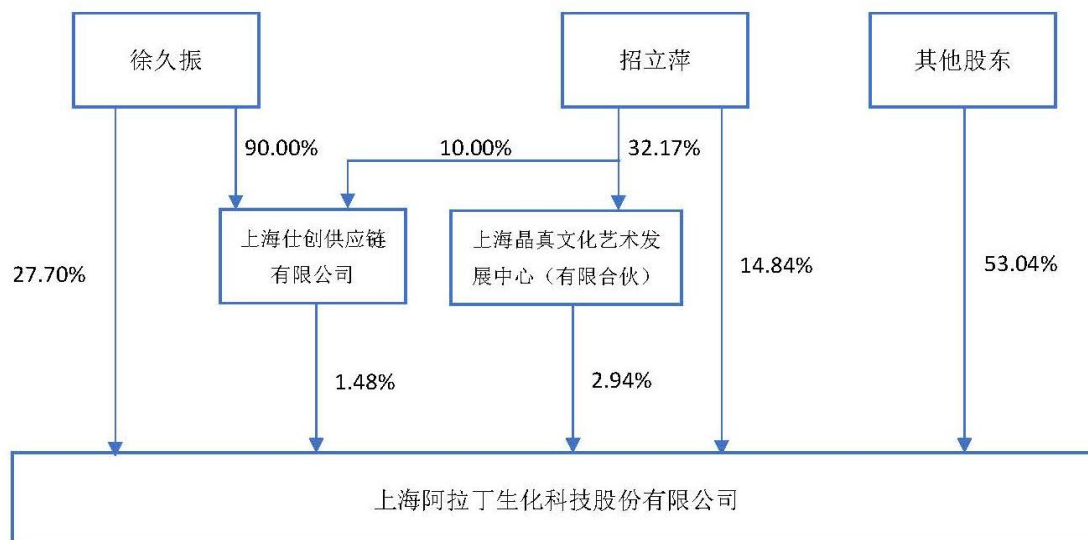 徐久振
招立萍
其他股东
90.00%
10.00%
32.17%
上海仕创供应链
有限公司
上海晶真文化艺术发
展中心（有限合伙）
27.70%
14.84%
53.04%
1.48%
2.94%
上海阿拉丁生化科技股份有限公司